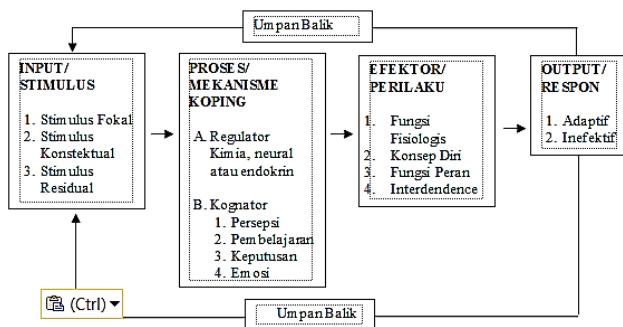 Umpan Balik
INPUT/
STIMULUS
1. Stimulus Fokal
2. Stimulus
Konstektual
3. Stimulus
Residual
PROSES/
MEKANISME
KOPING
A. Regulator
Kimia, neural
atau endokrin
B. Kognator
1. Persepsi
2. Pembelajaran
3. Keputusan
4. Emosi
EFEKTOR/
PERILAKU
1. Fungsi
Fisiologis
2. Konsep Diri
3. Fungsi Peran
4. Interdendence
OUTPUT/
RESPON
1. Adaptif
2. Inefektif
(Ctrl)
Umpan Balik